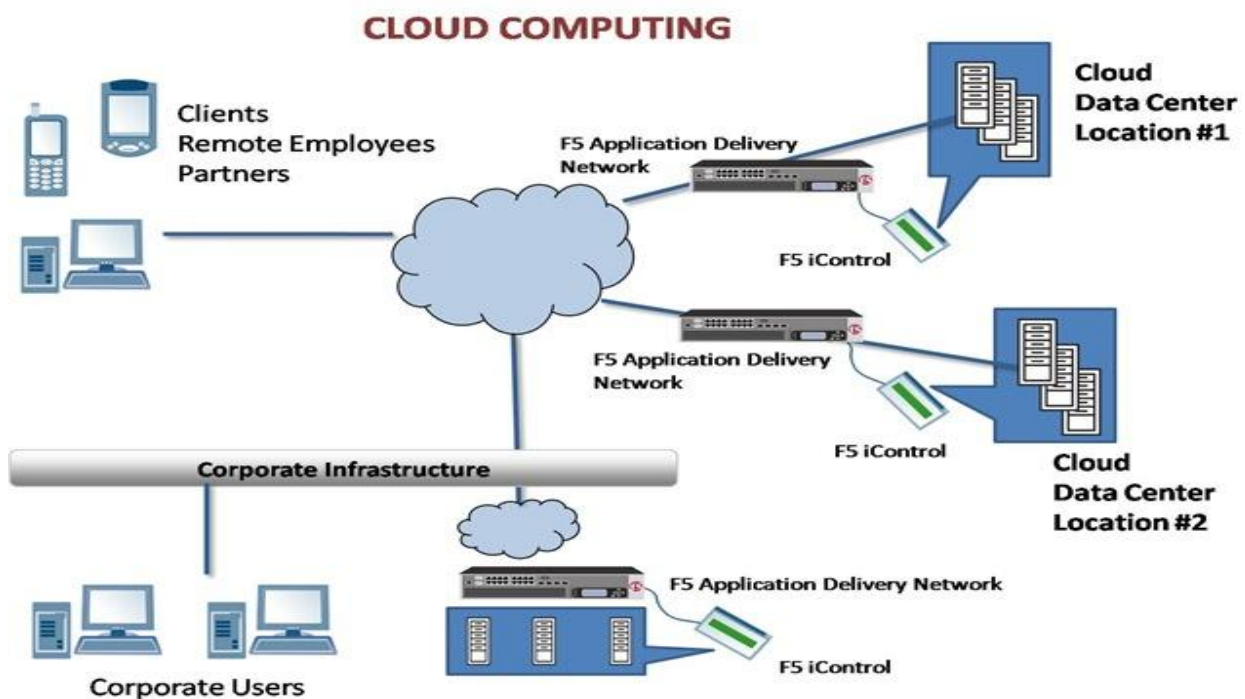 CLOUD COMPUTING
Clients
Remote Employees
Partners
F5 Application Delivery
Network
Cloud
Data Center
Location #1
F5 iControl
F5 Application Delivery
Network
F5 iControl
Cloud
Data Center
Location #2
Corporate Infrastructure
F5 Application Delivery Network
F5 iControl
Corporate Users